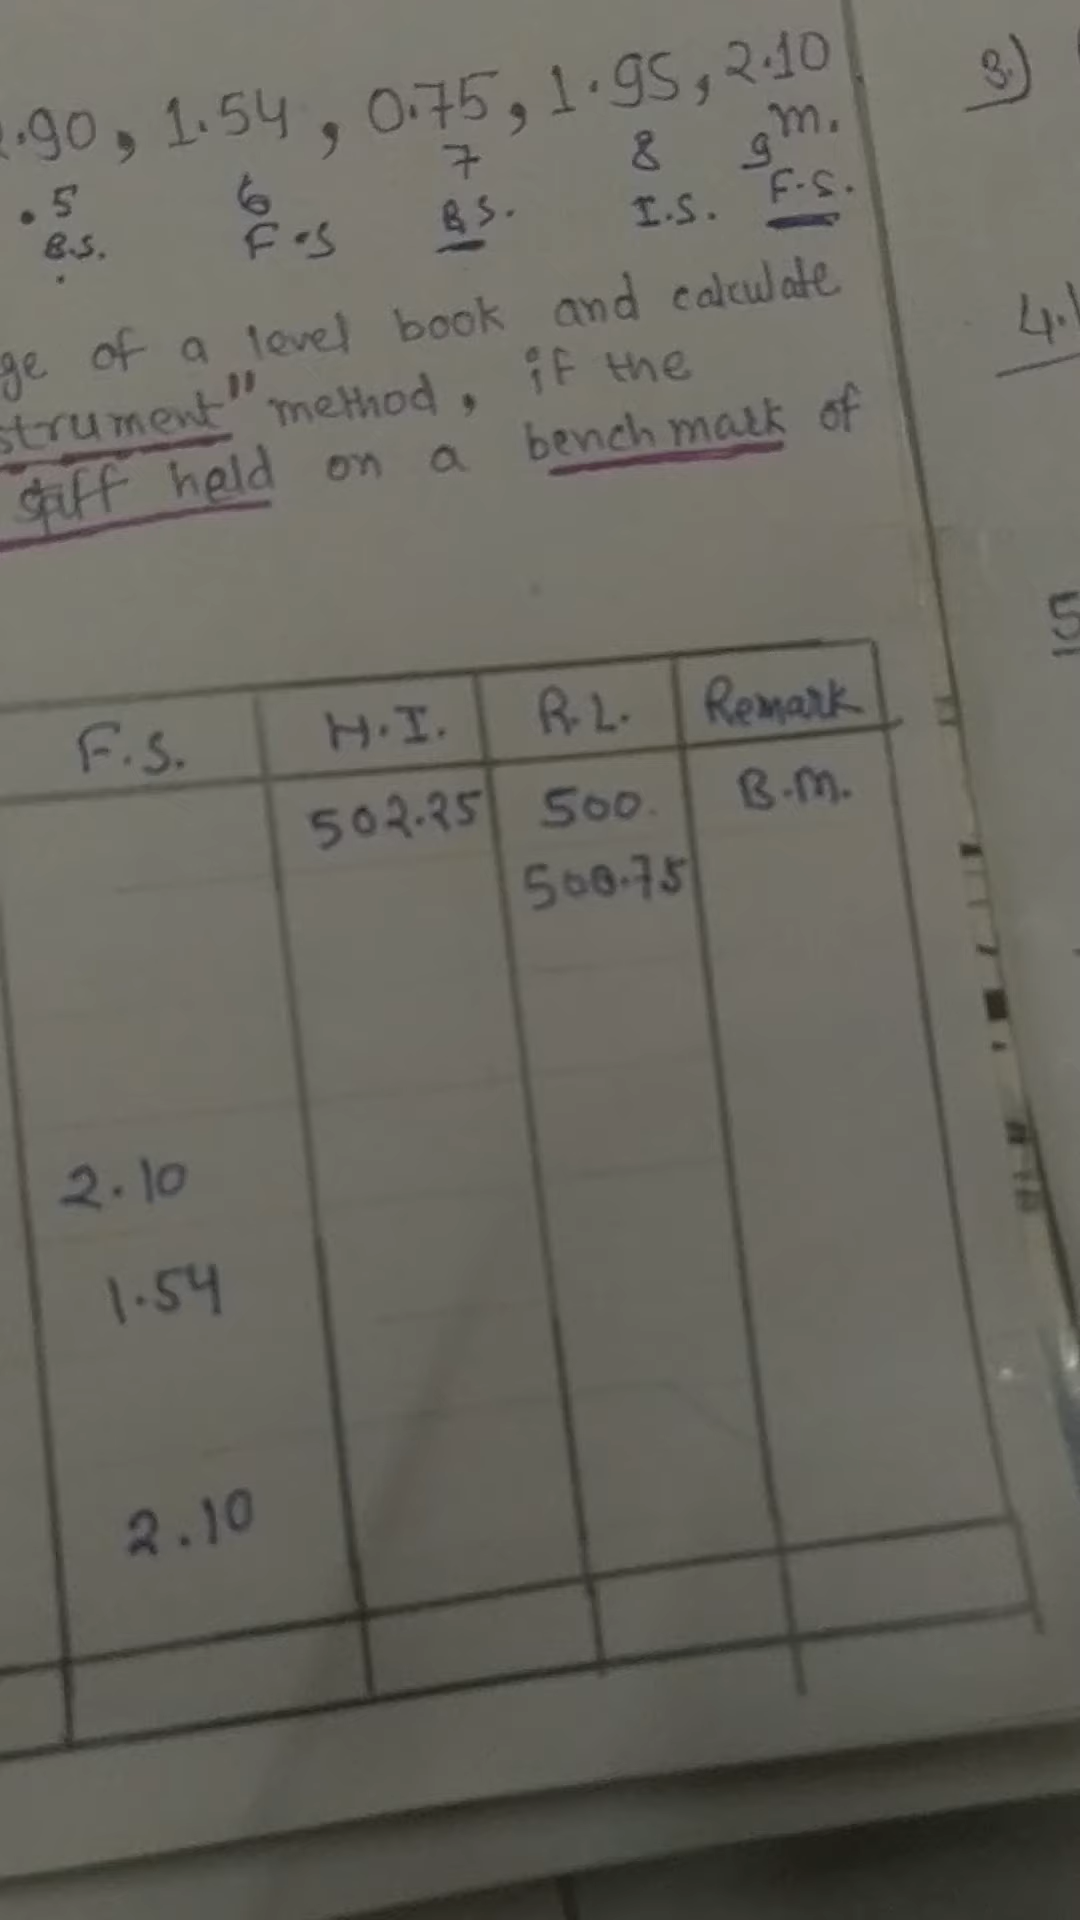 .90, 1.54, 0.75, 1.95, 2.10 m.
.5 6 7 8 9
B.S. F.S B.S. I.S. F.S.
of a level book and calculate
strument" method, if the
staff held on a benchmark of
F.S. H.I. R.L. Remark
502.25 500. B.M.
500.75
2.10
1.54
2.10
3.)
4.
5